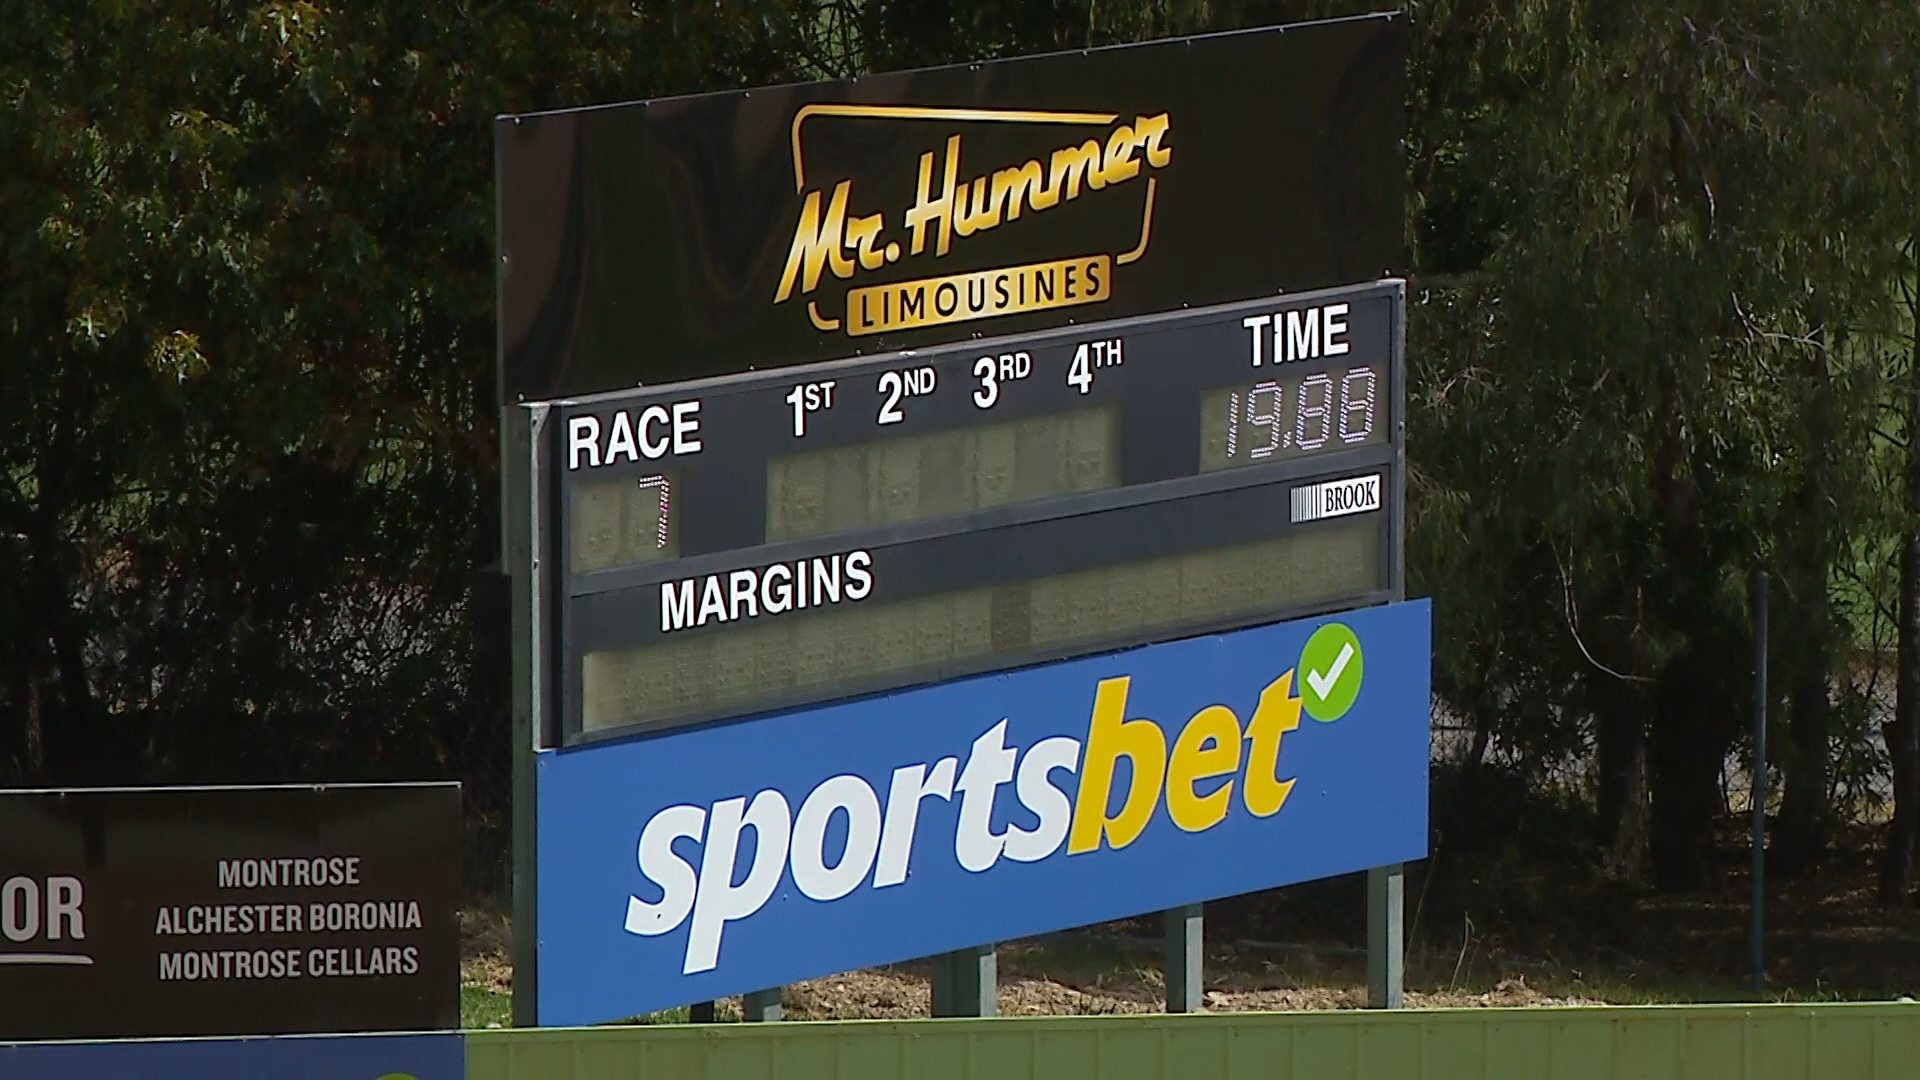 Mr. Hummer
LIMOUSINES
RACE 1ST 2ND 3RD 4TH TIME
7 19.88
BROOK
MARGINS
sportsbet
OR
MONTROSE
ALCHESTER BORONIA
MONTROSE CELLARS